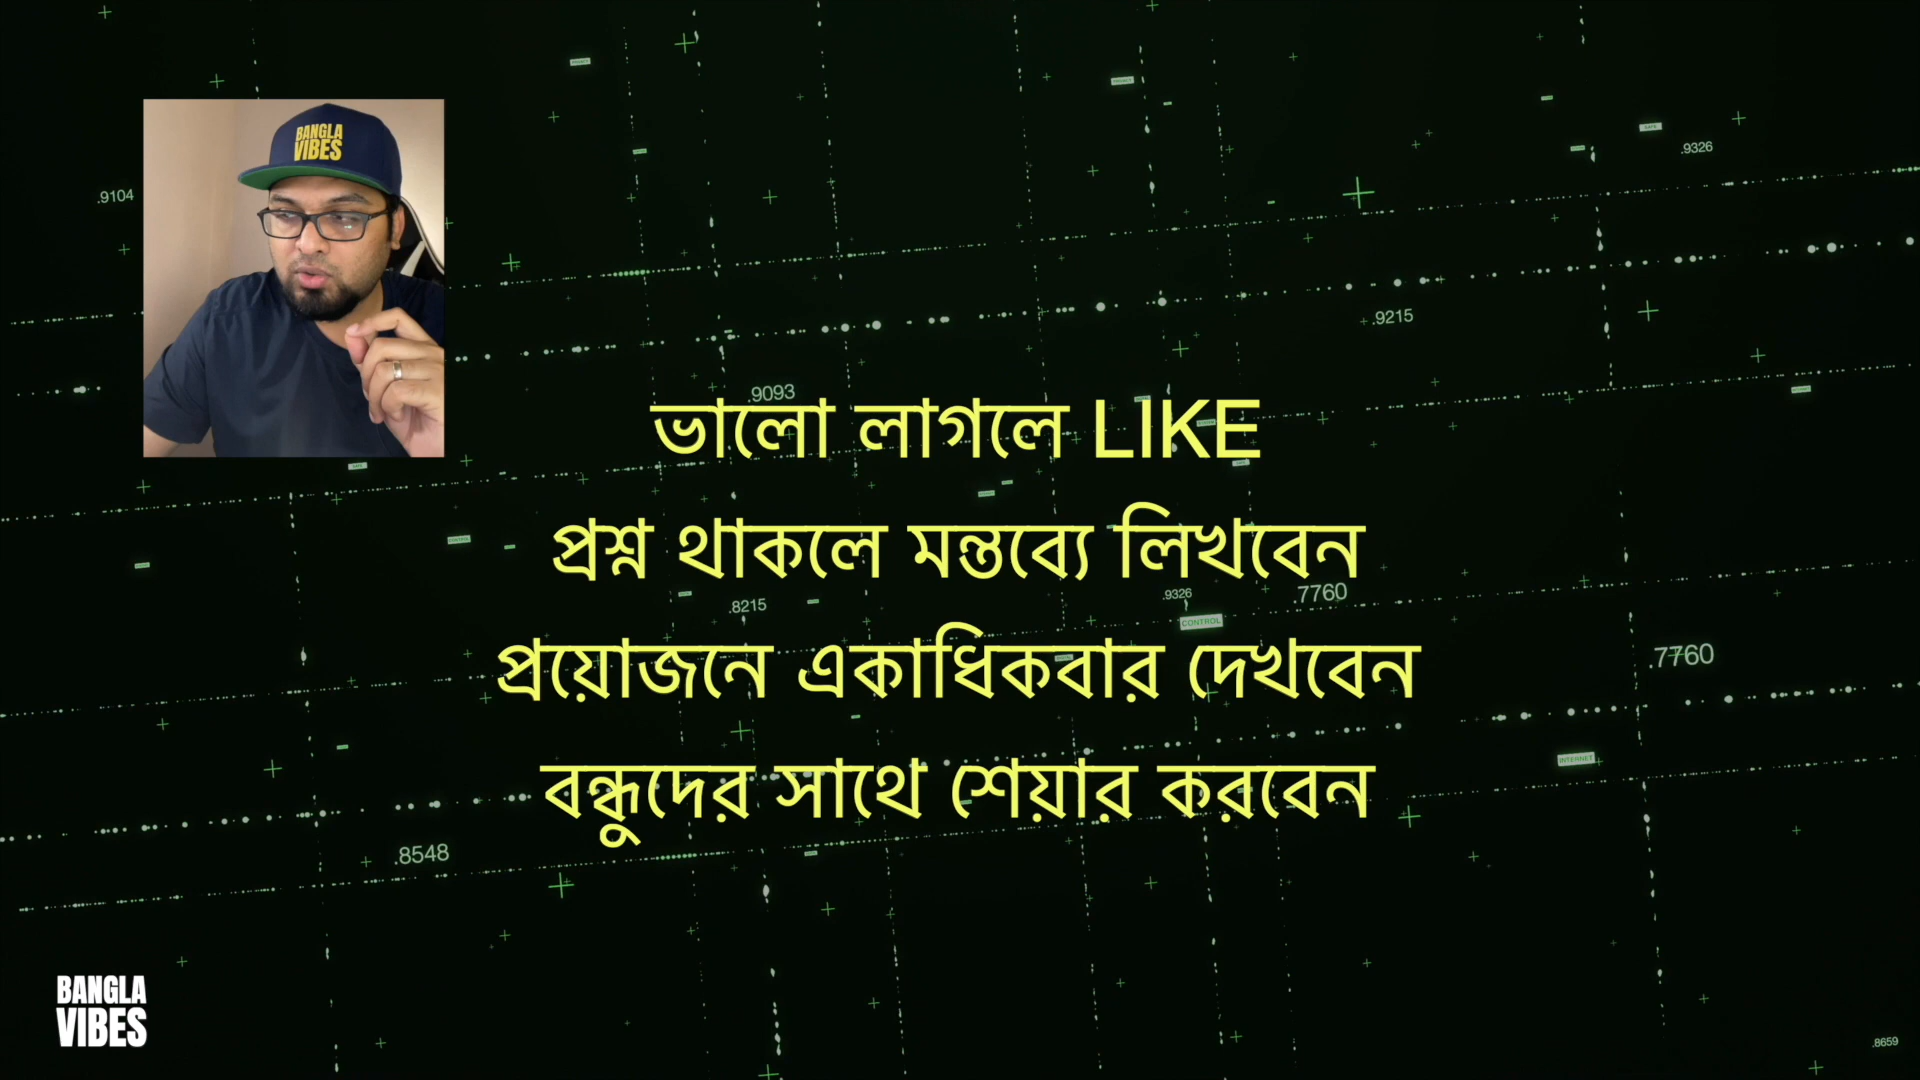 BANGLA
VIBES
.9104
.9326
.9215
.9093
ভালো লাগলে LIKE
প্রশ্ন থাকলে মন্তব্যে লিখবেন
.8215
.9326
.7760
CONTROL
প্রয়োজনে একাধিকবার দেখবেন
.7760
বন্ধুদের সাথে শেয়ার করবেন
INTERNET
.8548
BANGLA
VIBES
.8659